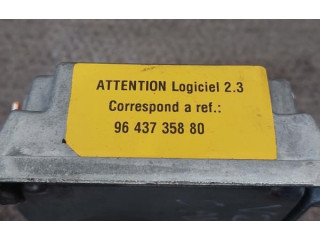 ATTENTION Logiciel 2.3
Correspond a ref.:
96 437 358 80